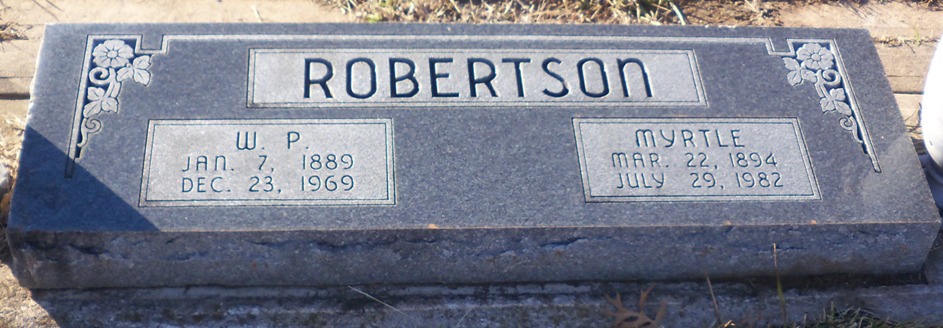 ROBERTSON
W. P.
JAN. 7, 1889
DEC. 23, 1969
MYRTLE
MAR. 22, 1894
JULY 29, 1982